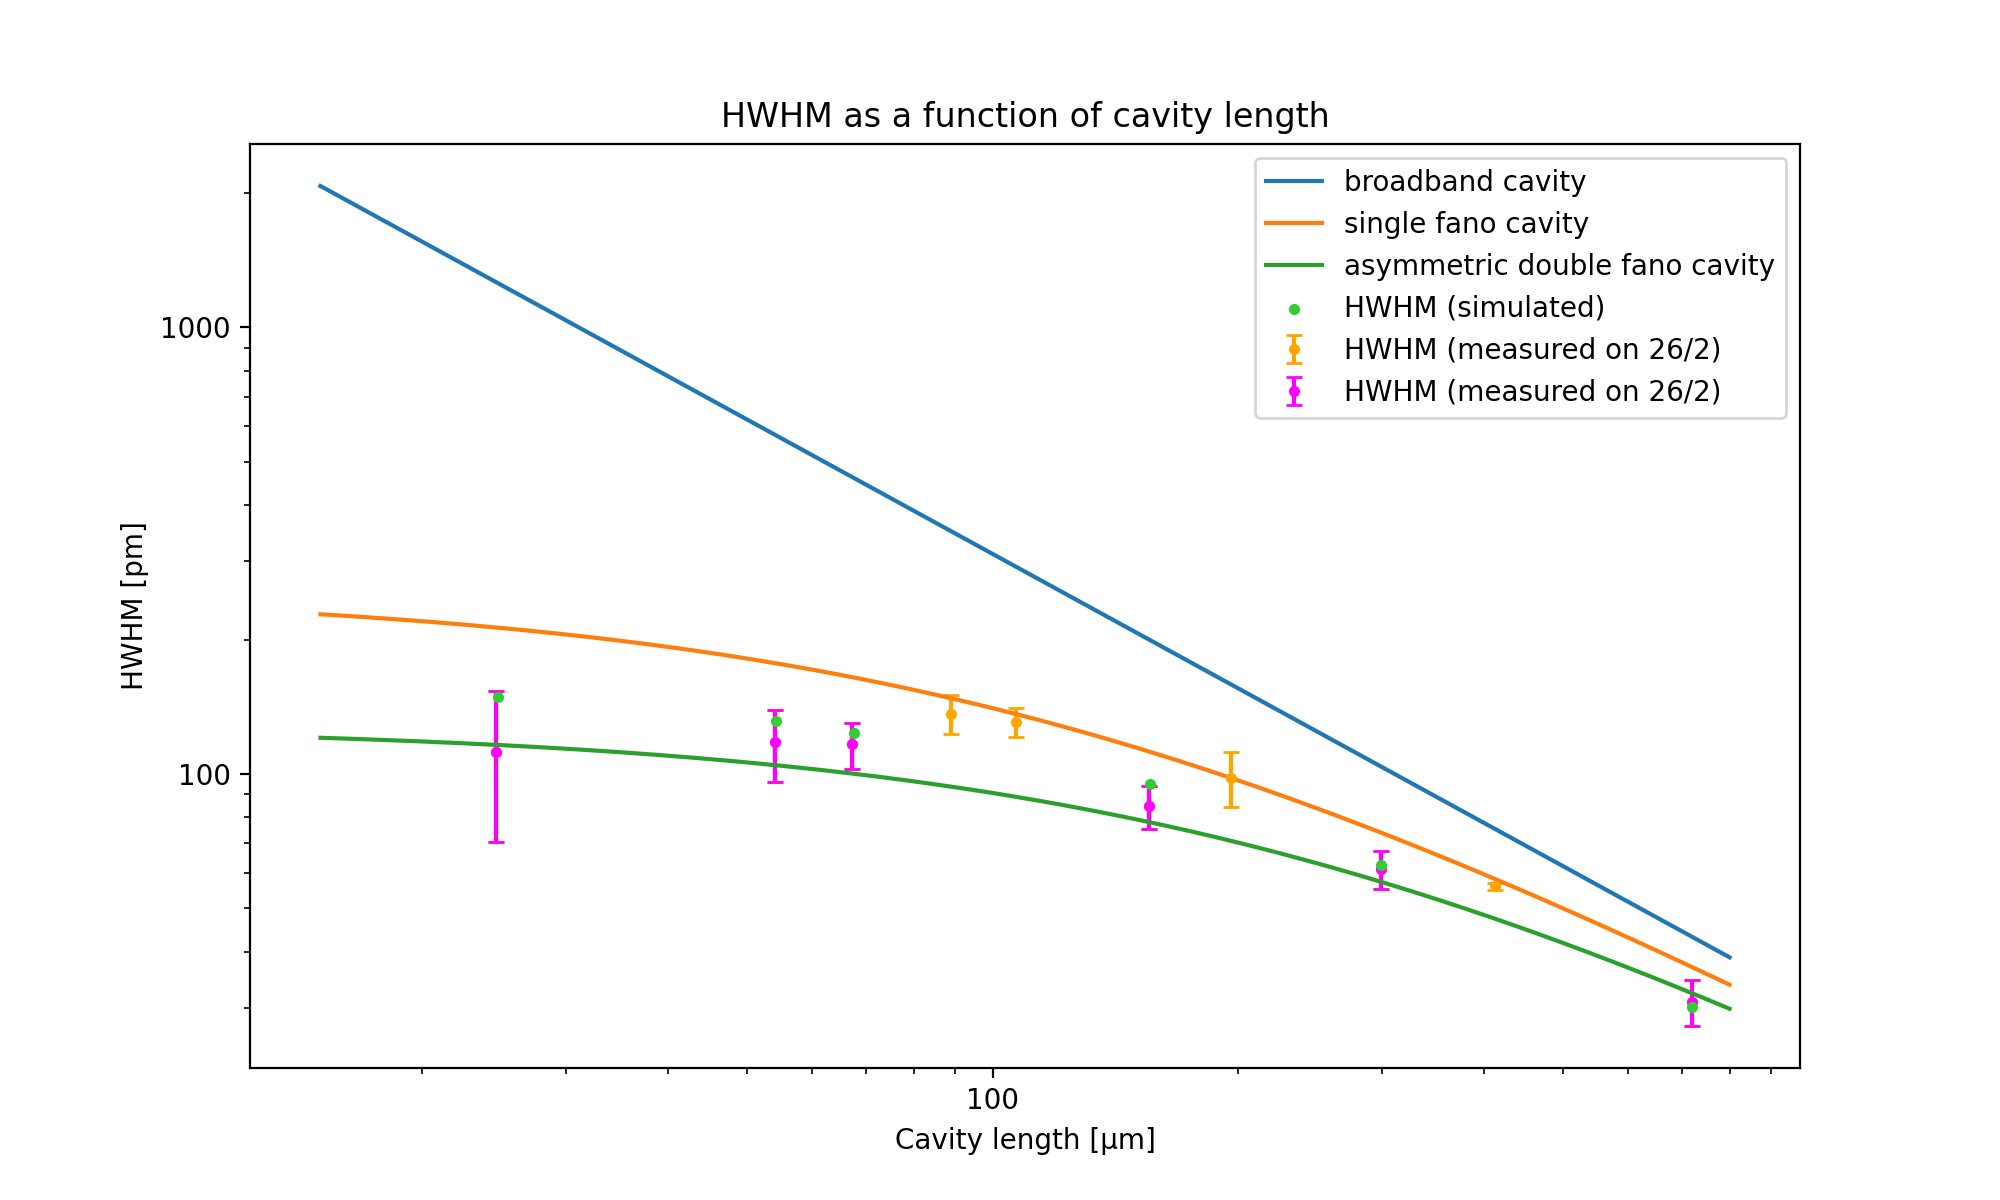 HWHM as a function of cavity length
broadband cavity
single fano cavity
asymmetric double fano cavity
HWHM (simulated)
HWHM (measured on 26/2)
HWHM (measured on 26/2)
1000
100
HWHM [pm]
100
Cavity length [μm]